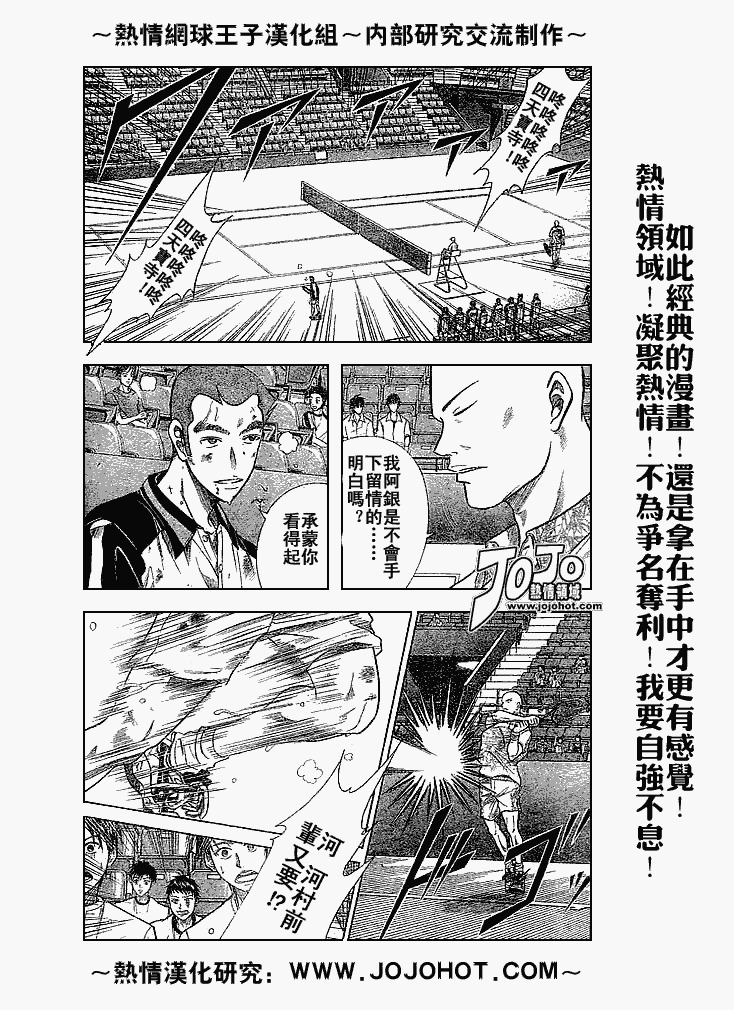 ～熱情網球王子漢化組～內部研究交流制作～
咚咚咚咚！咚
四天寶寺！
咚咚咚咚！咚
四天寶寺！
我阿銀是不會手
下留情的……
明白嗎？
承蒙你
看得起
JOJO
熱情領域
www.jojohot.com
河　河村前
輩又要!?
如此經典的漫畫！還是拿在手中才更有感覺！
熱情領域！凝聚熱情！不為爭名奪利！我要自強不息！
～熱情漢化研究：WWW.JOJOHOT.COM～